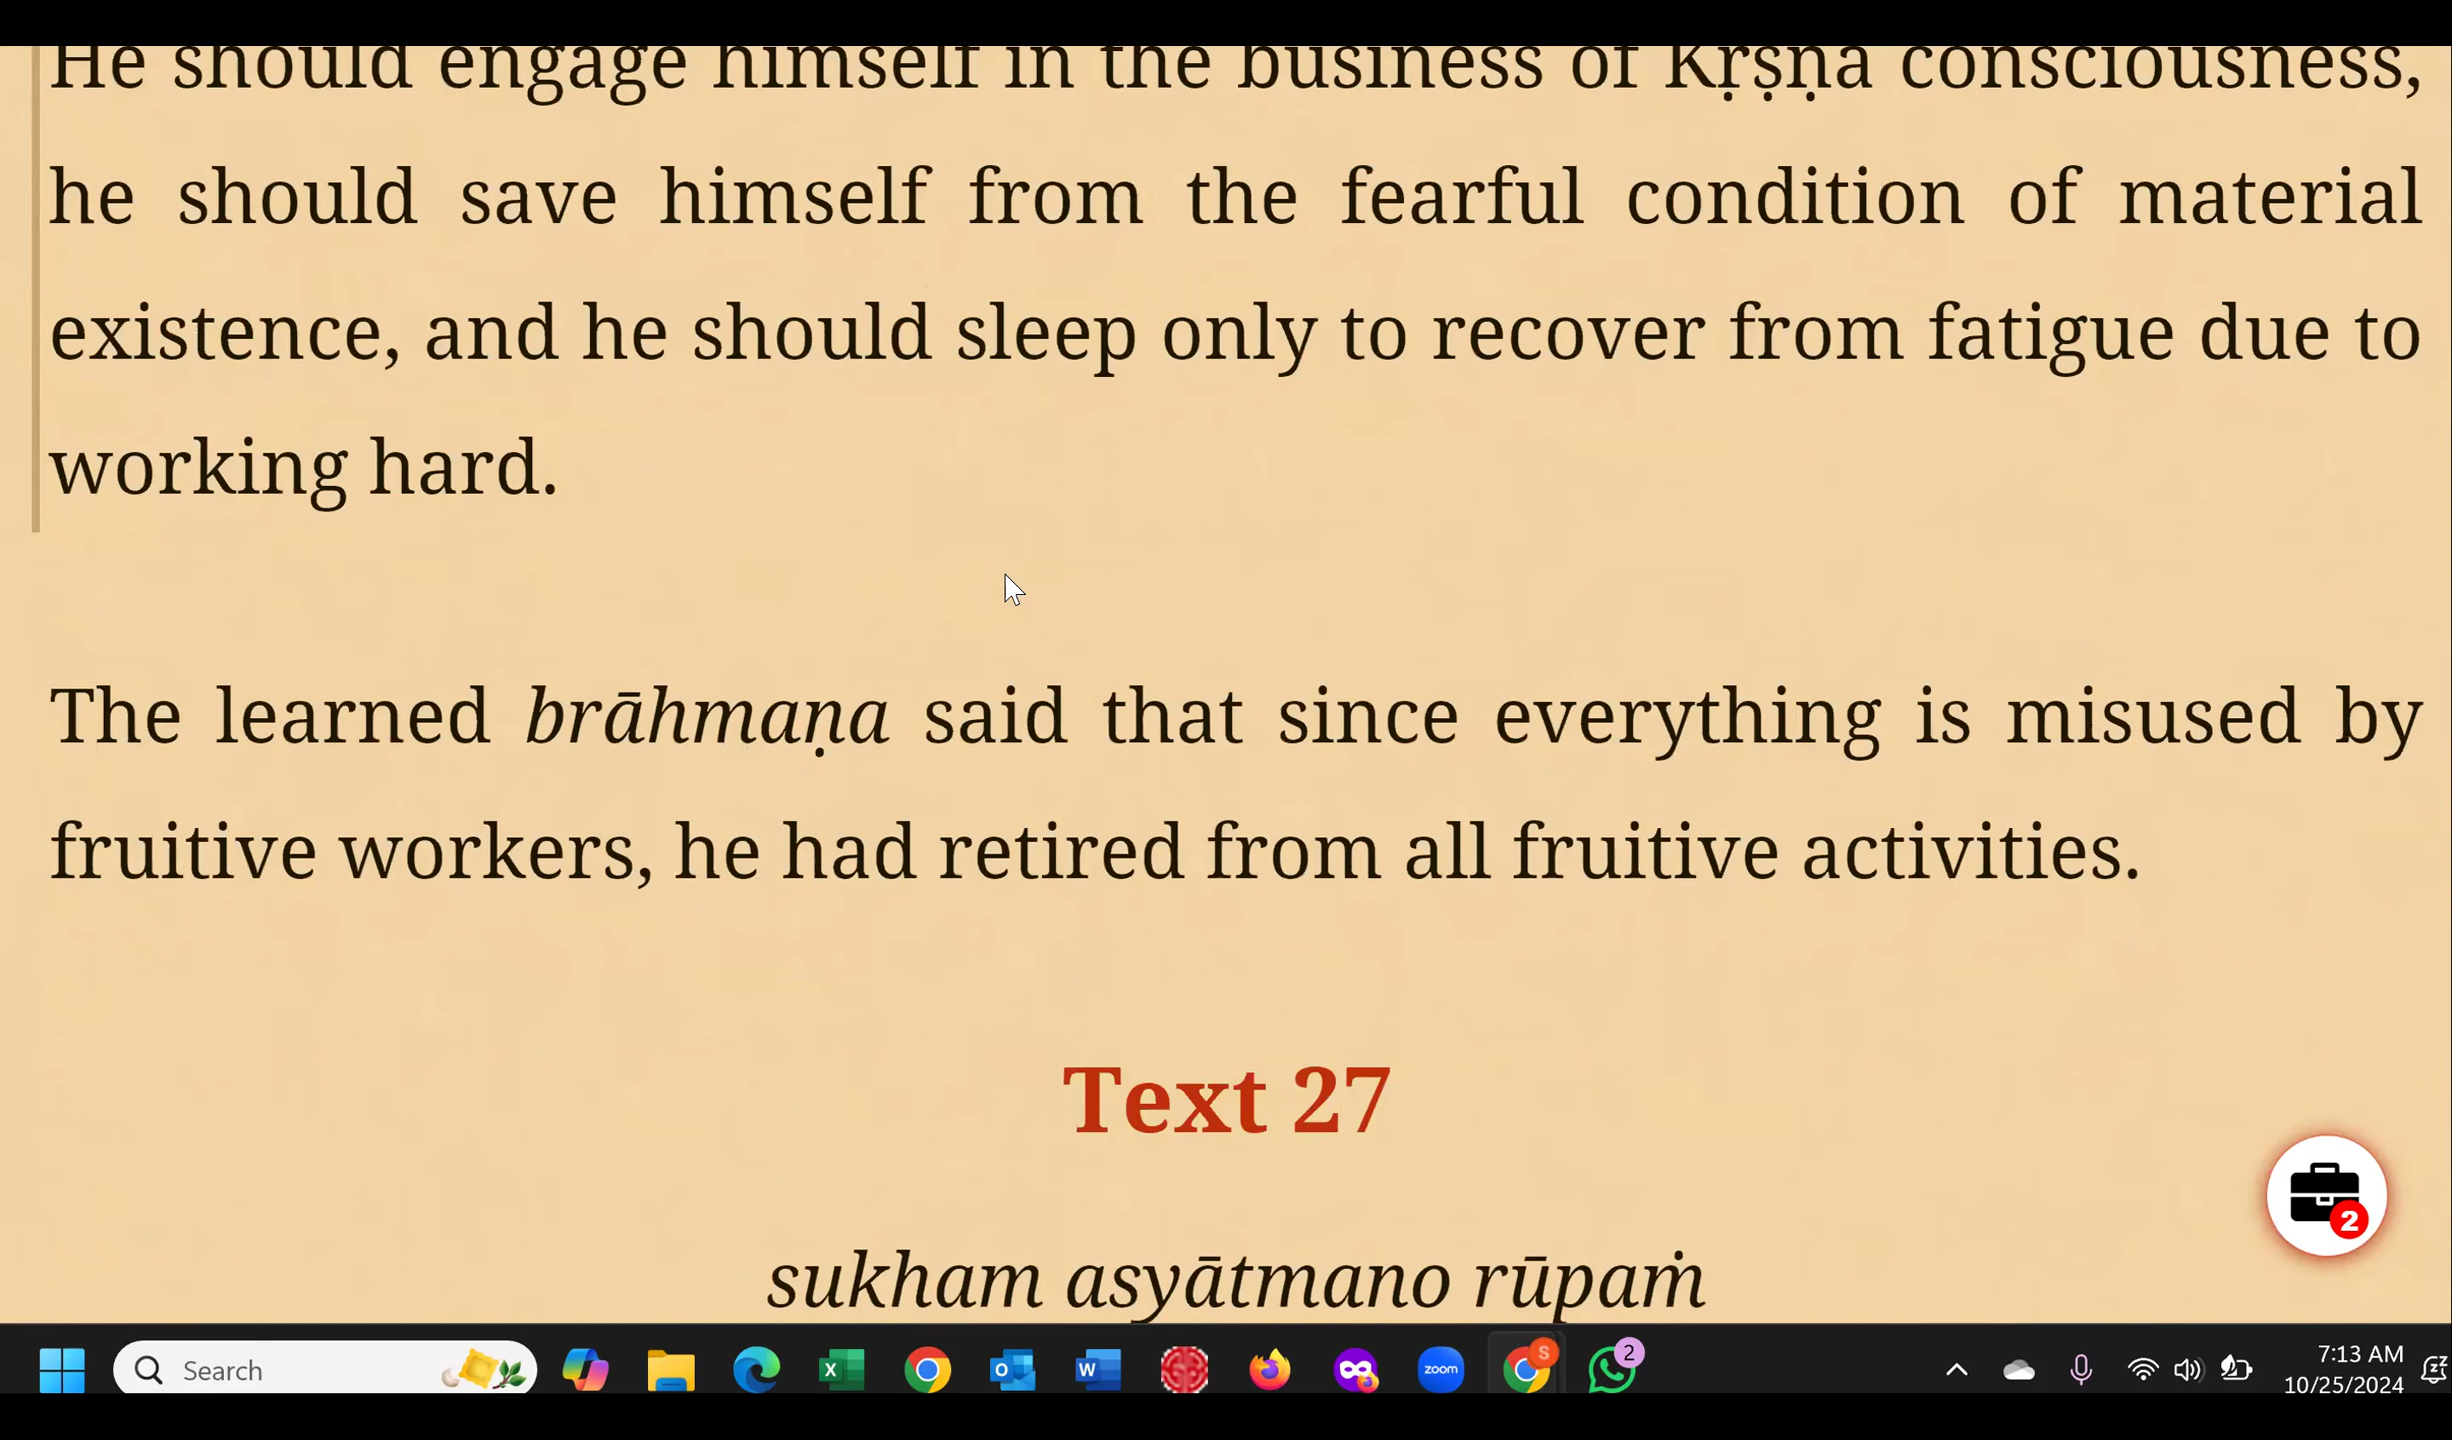 He should engage himself in the business of Kṛṣṇa consciousness,
he should save himself from the fearful condition of material
existence, and he should sleep only to recover from fatigue due to
working hard.
The learned brāhmaṇa said that since everything is misused by
fruitive workers, he had retired from all fruitive activities.
Text 27
2
sukham asyātmano rūpaṁ
Search
zoom
S
2
7:13 AM
10/25/2024